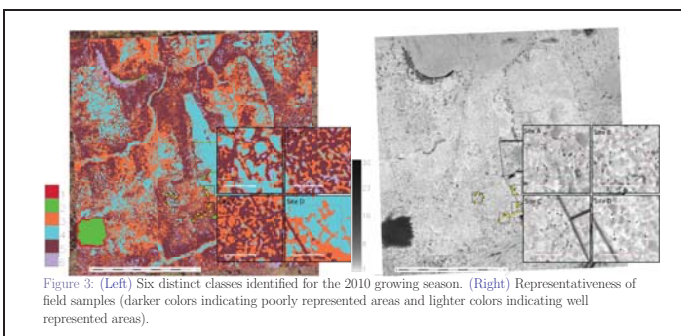 Site A
Site B
Site C
Site D
Site D
Figure 3: (Left) Six distinct classes identified for the 2010 growing season. (Right) Representativeness of
field samples (darker colors indicating poorly represented areas and lighter colors indicating well
represented areas).